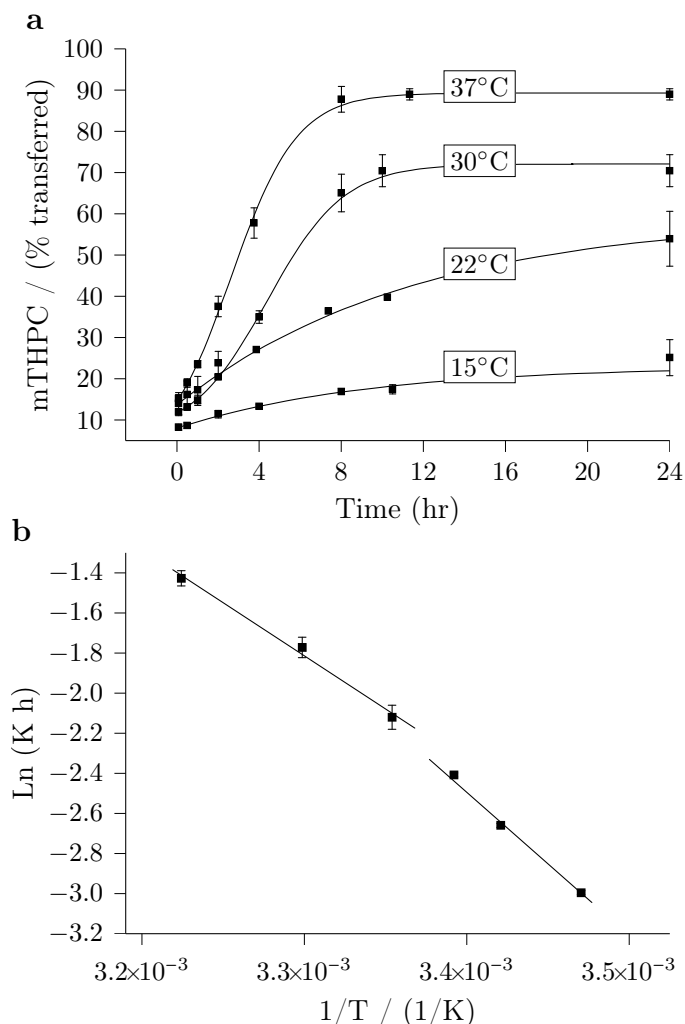 a
mTHPC / (% transferred)
100
90
80
70
60
50
40
30
20
10
37°C
30°C
22°C
15°C
0 4 8 12 16 20 24
Time (hr)
b
Ln (K h)
−1.4
−1.6
−1.8
−2.0
−2.2
−2.4
−2.6
−2.8
−3.0
−3.2
3.2×10⁻³ 3.3×10⁻³ 3.4×10⁻³ 3.5×10⁻³
1/T / (1/K)